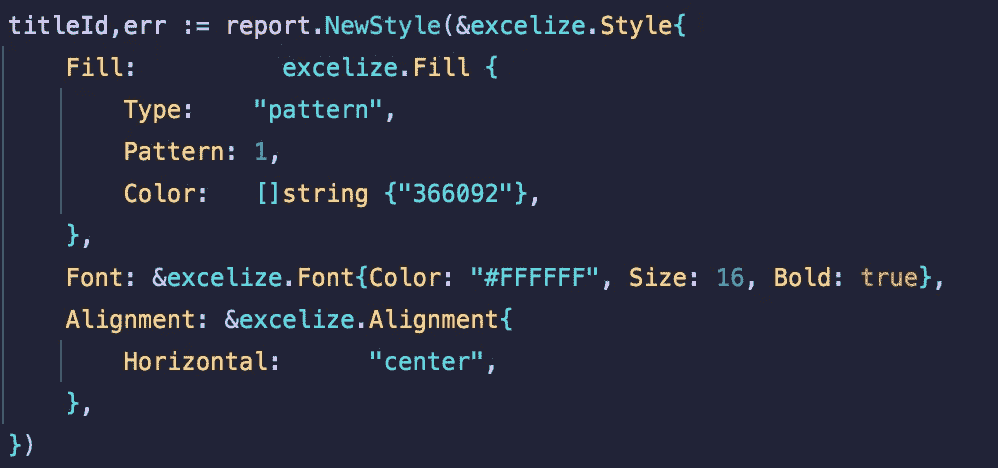 titleId,err := report.NewStyle(&excelize.Style{
    Fill:          excelize.Fill {
        Type:    "pattern",
        Pattern: 1,
        Color:   []string {"366092"},
    },
    Font: &excelize.Font{Color: "#FFFFFF", Size: 16, Bold: true},
    Alignment: &excelize.Alignment{
        Horizontal:      "center",
    },
})